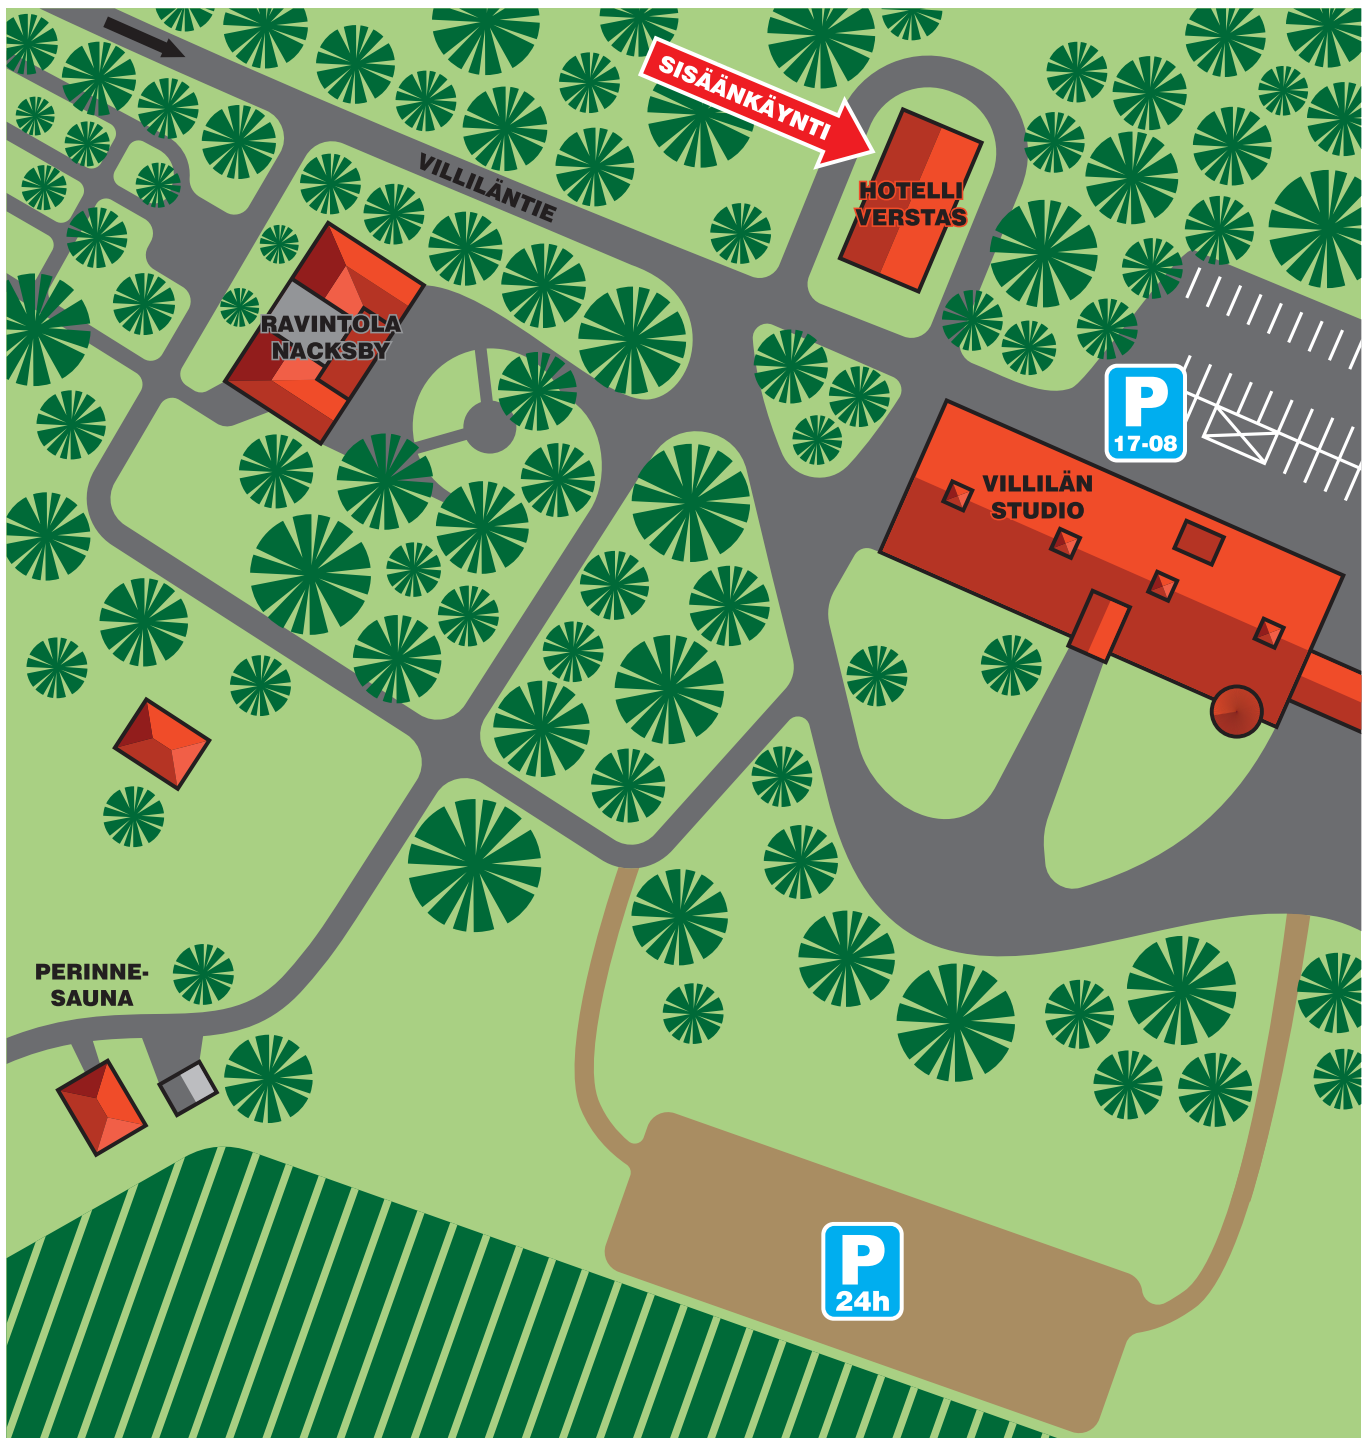 SISÄÄNKÄYNTI
VILLILÄNTIE
HOTELLI
VERSTAS
RAVINTOLA
NACKSBY
P
17-08
VILLILÄN
STUDIO
PERINNE-
SAUNA
P
24h